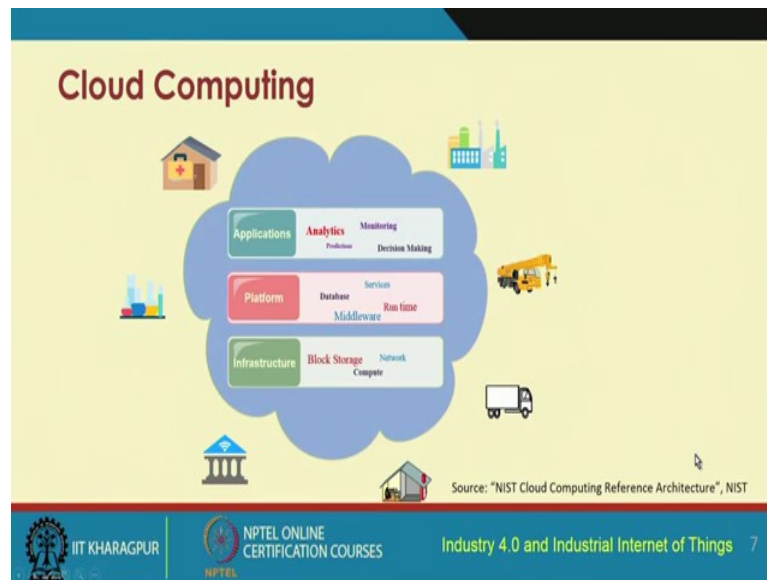 Cloud Computing
Applications
Analytics
Monitoring
Predictions
Decision Making
Platform
Database
Services
Run time
Middleware
Infrastructure
Block Storage
Network
Compute
Source: "NIST Cloud Computing Reference Architecture", NIST
IIT KHARAGPUR
NPTEL
NPTEL ONLINE
CERTIFICATION COURSES
Industry 4.0 and Industrial Internet of Things
7